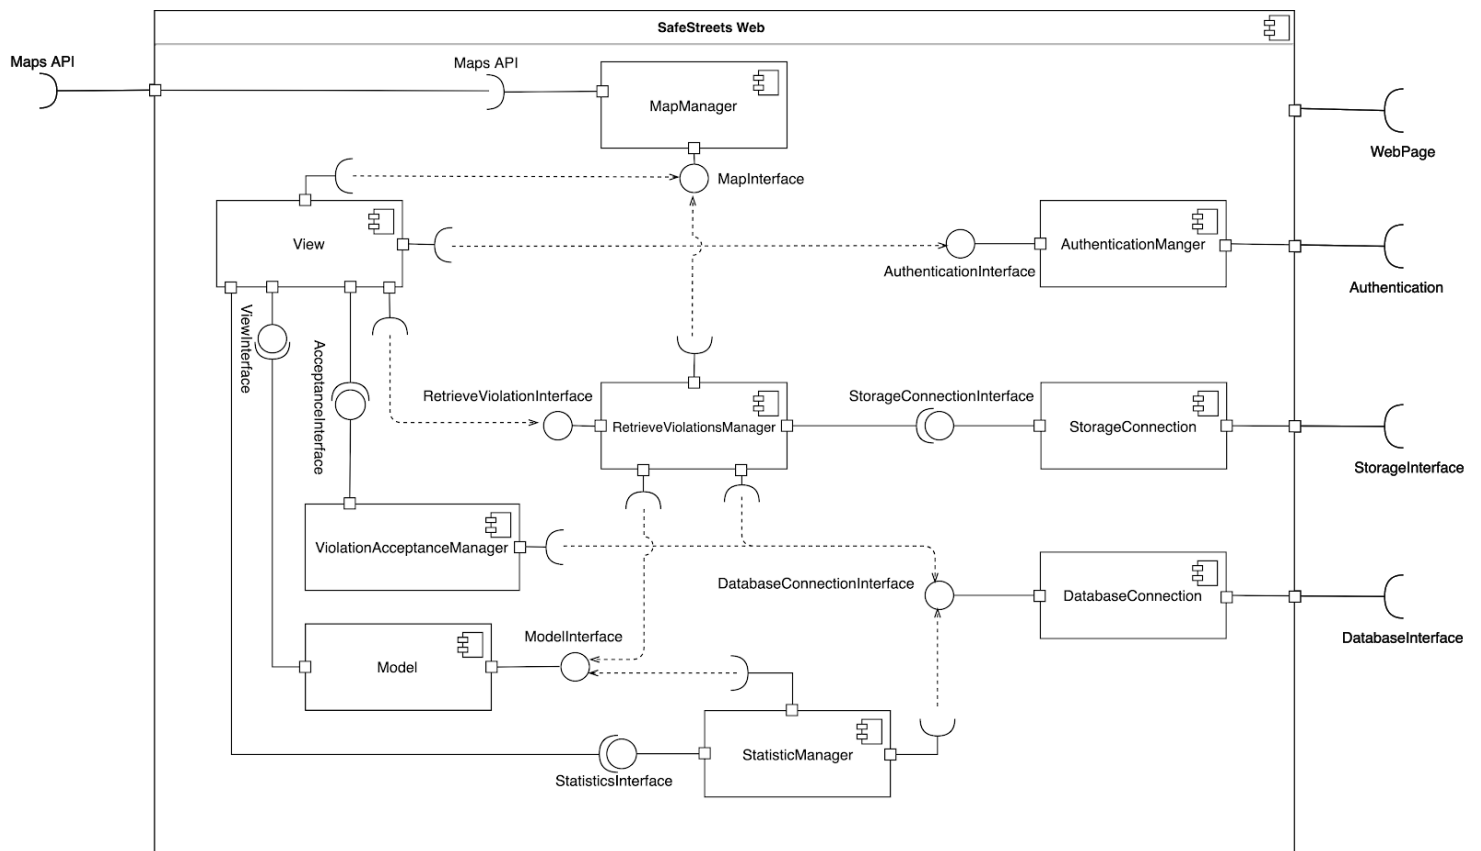 SafeStreets Web
Maps API
Maps API
MapManager
WebPage
MapInterface
View
AuthenticationManger
AuthenticationInterface
Authentication
ViewInterface
AcceptanceInterface
RetrieveViolationInterface
StorageConnectionInterface
RetrieveViolationsManager
StorageConnection
StorageInterface
ViolationAcceptanceManager
DatabaseConnectionInterface
DatabaseConnection
ModelInterface
DatabaseInterface
Model
StatisticManager
StatisticsInterface